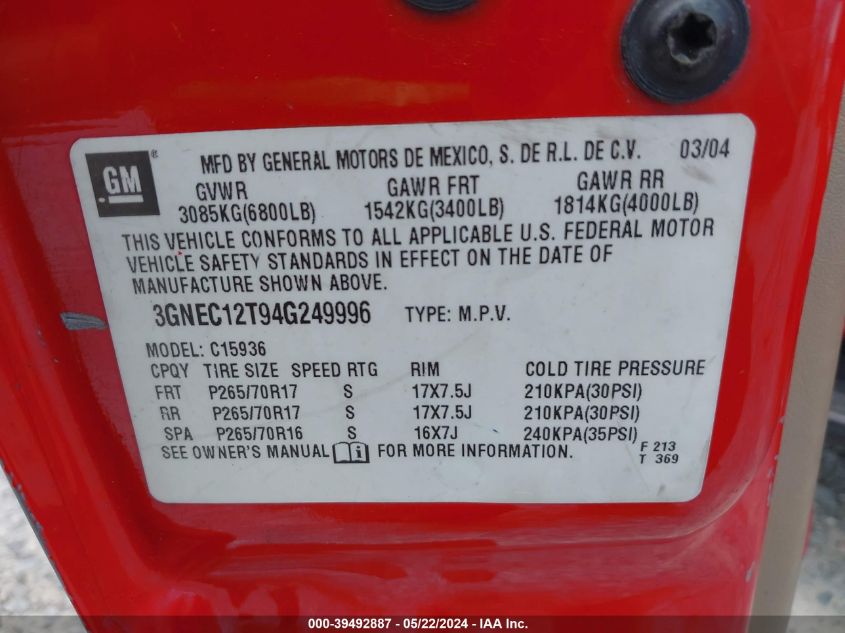 GM®
MFD BY GENERAL MOTORS DE MEXICO, S. DE R.L. DE C.V. 03/04
GVWR GAWR FRT GAWR RR
3085KG(6800LB) 1542KG(3400LB) 1814KG(4000LB)
THIS VEHICLE CONFORMS TO ALL APPLICABLE U.S. FEDERAL MOTOR
VEHICLE SAFETY STANDARDS IN EFFECT ON THE DATE OF
MANUFACTURE SHOWN ABOVE.
3GNEC12T94G249996 TYPE: M.P.V.
MODEL: C15936
CPQY TIRE SIZE SPEED RTG RIM COLD TIRE PRESSURE
FRT P265/70R17 S 17X7.5J 210KPA(30PSI)
RR P265/70R17 S 17X7.5J 210KPA(30PSI)
SPA P265/70R16 S 16X7J 240KPA(35PSI)
SEE OWNER'S MANUAL i FOR MORE INFORMATION. F 213
T 369
000-39492887 - 05/22/2024 - IAA Inc.